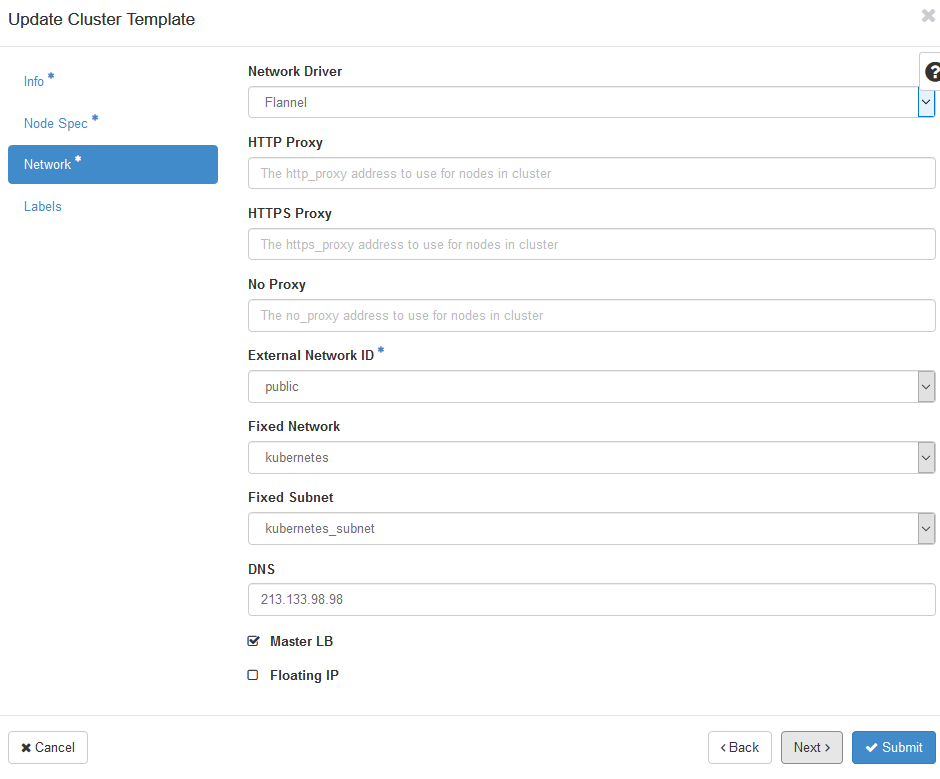 Update Cluster Template
Info *
Node Spec *
Network *
Labels
Network Driver
Flannel
HTTP Proxy
The http_proxy address to use for nodes in cluster
HTTPS Proxy
The https_proxy address to use for nodes in cluster
No Proxy
The no_proxy address to use for nodes in cluster
External Network ID *
public
Fixed Network
kubernetes
Fixed Subnet
kubernetes_subnet
DNS
213.133.98.98
Master LB
Floating IP
Cancel
Back
Next
Submit